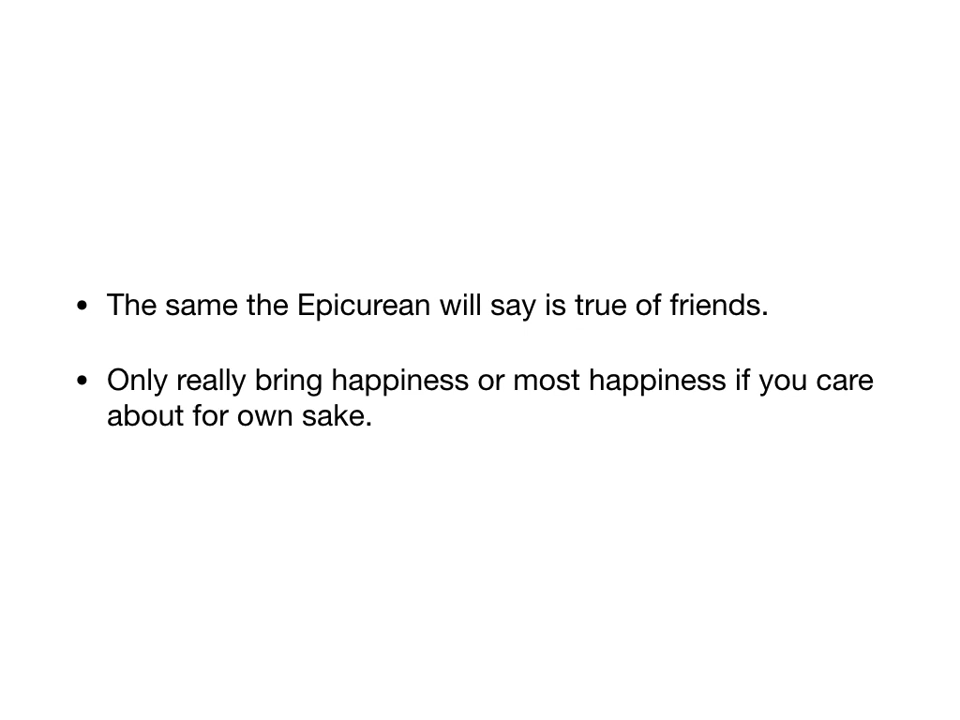 • The same the Epicurean will say is true of friends.
• Only really bring happiness or most happiness if you care
about for own sake.